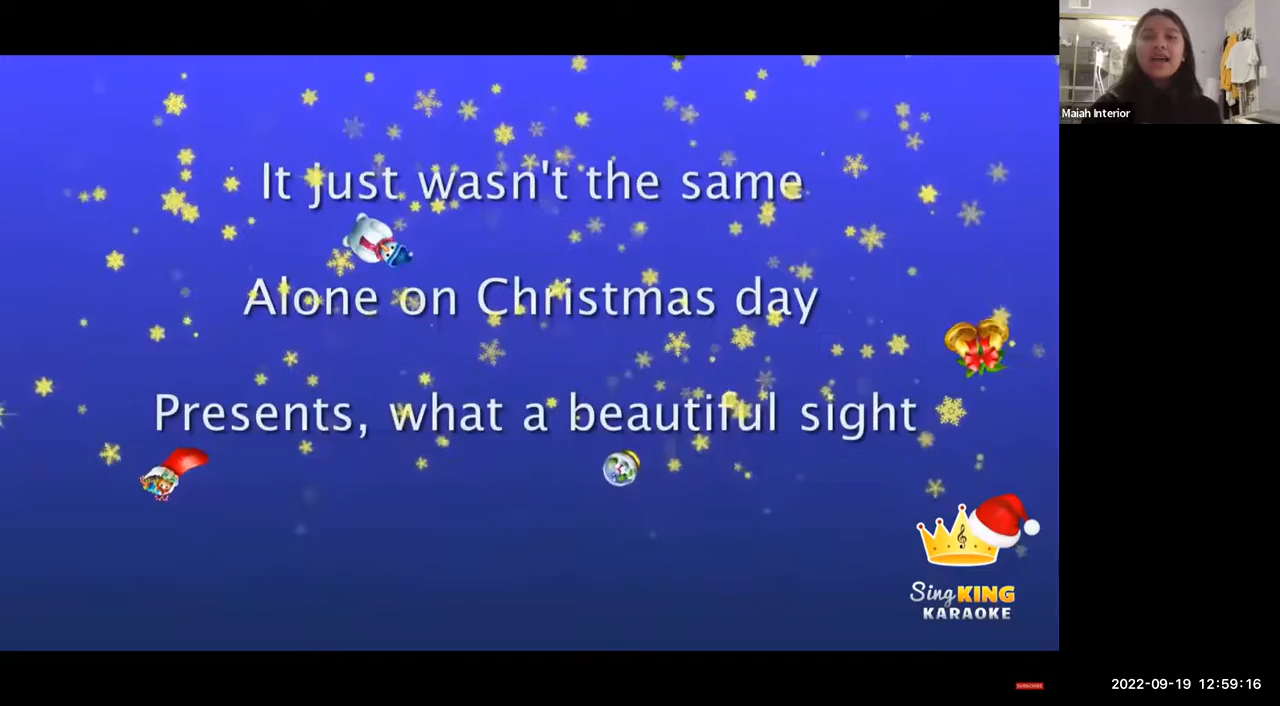 It just wasn't the same
Alone on Christmas day
Presents, what a beautiful sight
Sing KING
KARAOKE
Maiah Interior
SUBSCRIBE
2022-09-19 12:59:16